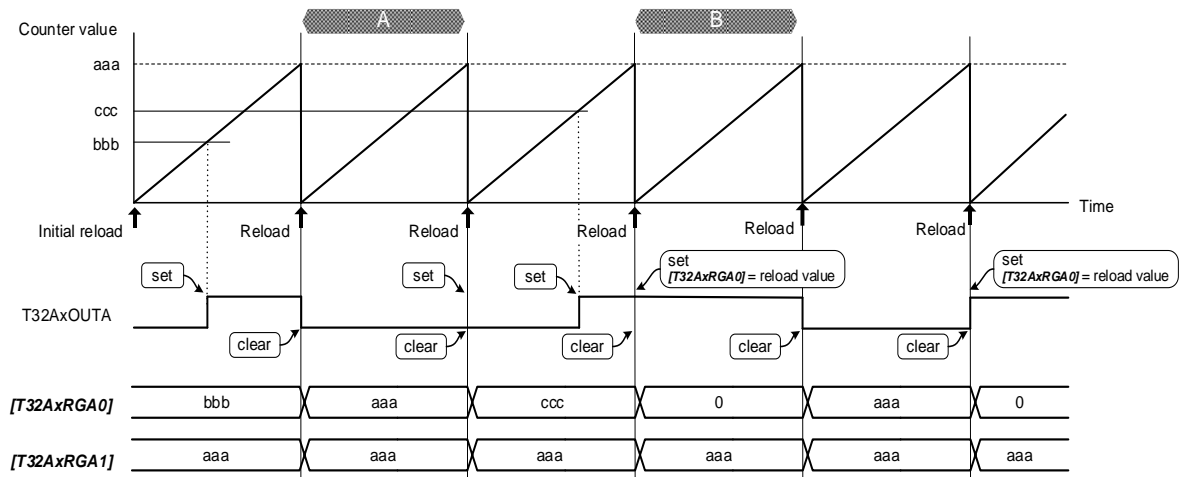 A
B
Counter value
aaa
ccc
bbb
Time
Initial reload
Reload
Reload
Reload
Reload
Reload
set
set
set
set
[T32AxRGA0] = reload value
set
[T32AxRGA0] = reload value
T32AxOUTA
clear
clear
clear
clear
clear
[T32AxRGA0]
bbb
aaa
ccc
0
aaa
0
[T32AxRGA1]
aaa
aaa
aaa
aaa
aaa
aaa